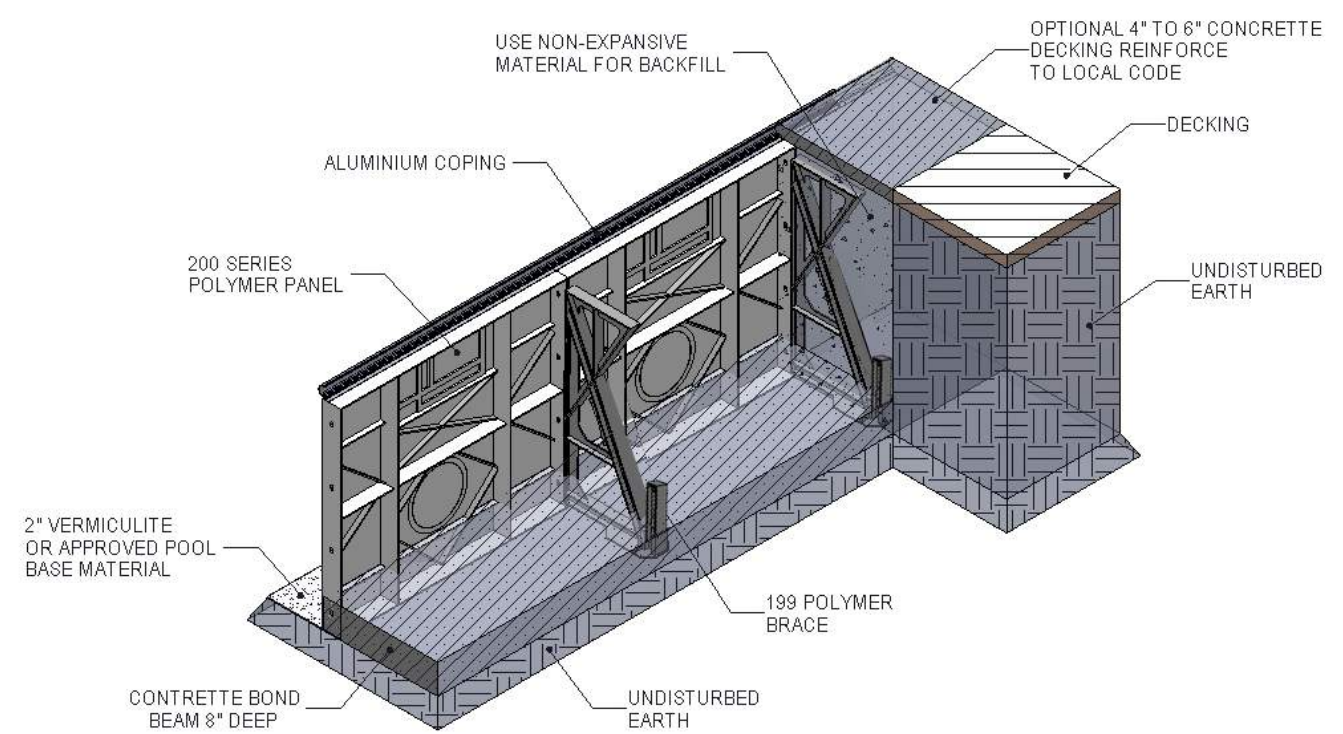 OPTIONAL 4" TO 6" CONCRETTE
DECKING REINFORCE
TO LOCAL CODE
USE NON-EXPANSIVE
MATERIAL FOR BACKFILL
DECKING
ALUMINIUM COPING
200 SERIES
POLYMER PANEL
UNDISTURBED
EARTH
2" VERMICULITE
OR APPROVED POOL
BASE MATERIAL
199 POLYMER
BRACE
CONTRETTE BOND
BEAM 8" DEEP
UNDISTURBED
EARTH